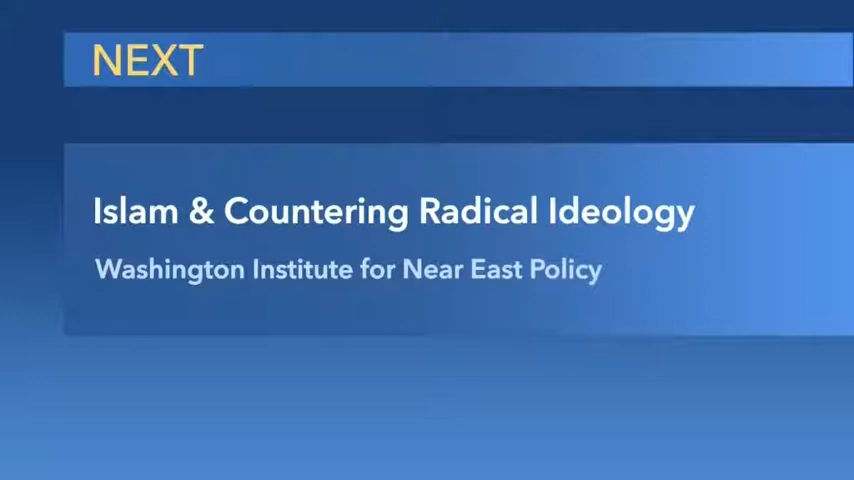 NEXT
Islam & Countering Radical Ideology
Washington Institute for Near East Policy